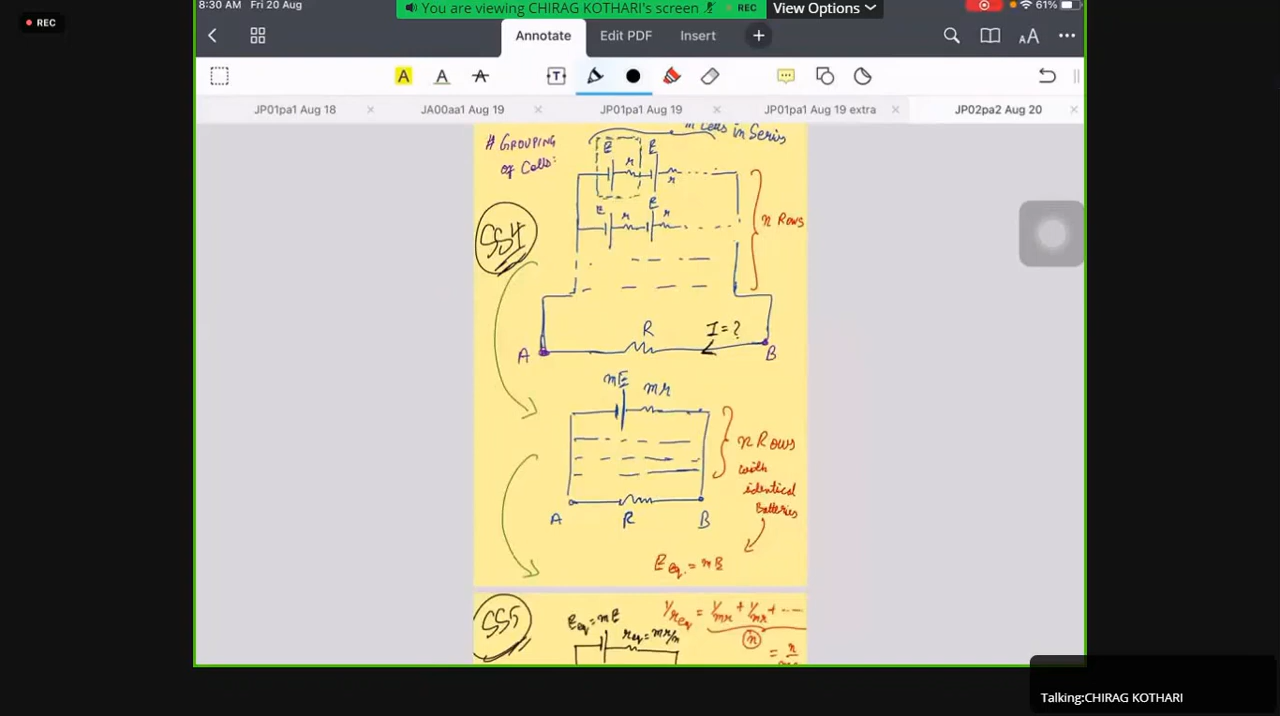 8:30 AM Fri 20 Aug
You are viewing CHIRAG KOTHARI's screen
REC
View Options
61%
REC
Annotate
Edit PDF
Insert
JP01pa1 Aug 18
JA00aa1 Aug 19
JP01pa1 Aug 19
JP01pa1 Aug 19 extra
JP02pa2 Aug 20
# GROUPING
of Cells:
m Cells in Series
E r E r
E r E r
SS4
n Rows
R
I = ?
A B
mE mr
n Rows
with
identical
Batteries
A R B
E eq. = mE
SS5
Eeq = mE
req = mr/n
1/req = 1/mr + 1/mr + ...
n
= n/
Talking:CHIRAG KOTHARI